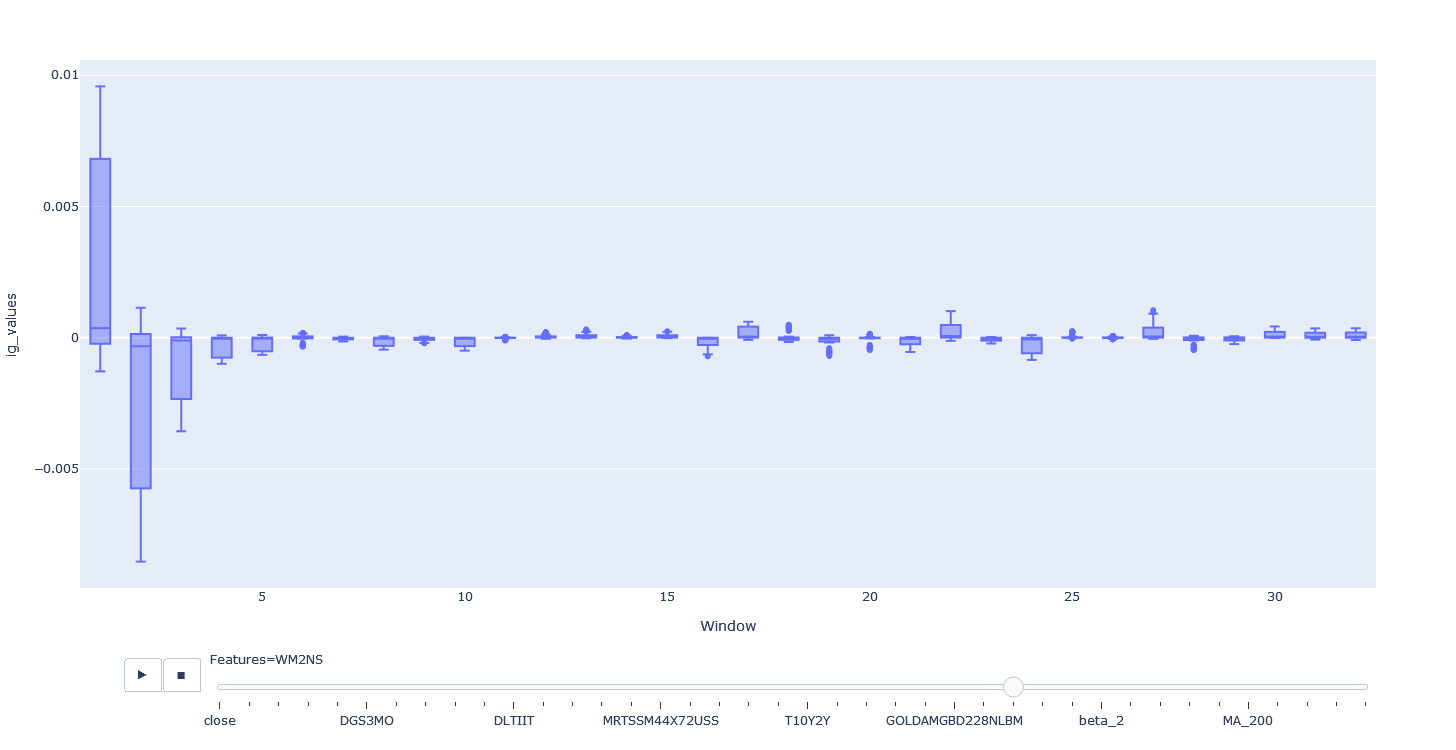 0.01
0.005
0
−0.005
ig_values
5 10 15 20 25 30
Window
Features=WM2NS
close DGS3MO DLTIIT MRTSSM44X72USS T10Y2Y GOLDAMGBD228NLBM beta_2 MA_200